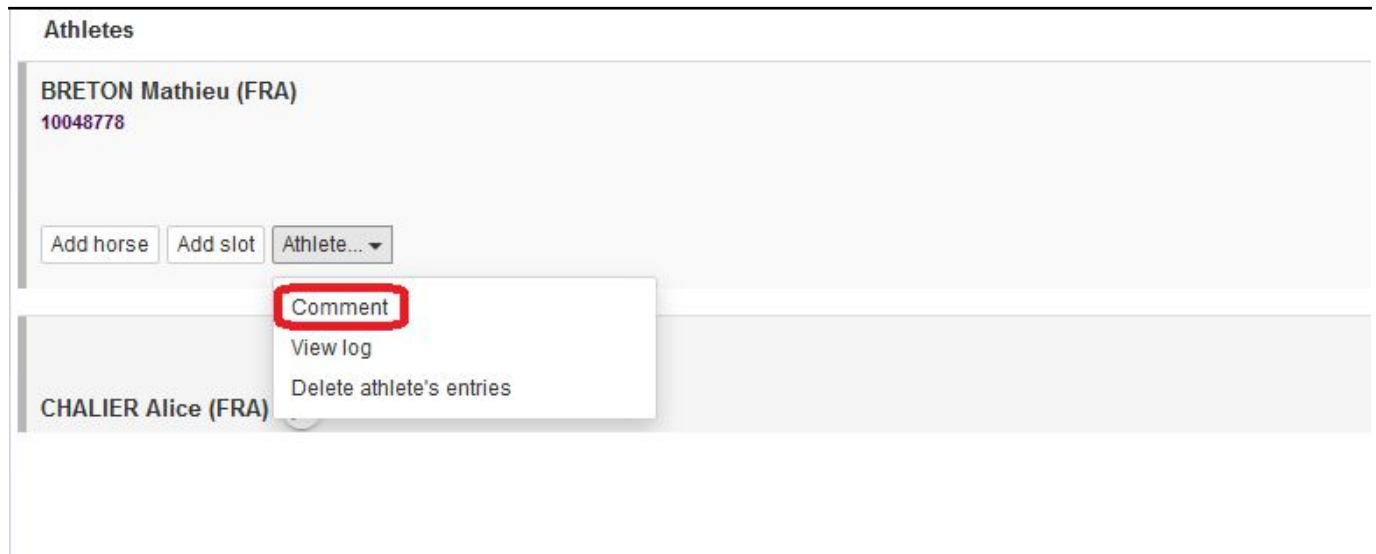 Athletes
BRETON Mathieu (FRA)
10048778
Add horse Add slot Athlete...
Comment
View log
Delete athlete's entries
CHALIER Alice (FRA)